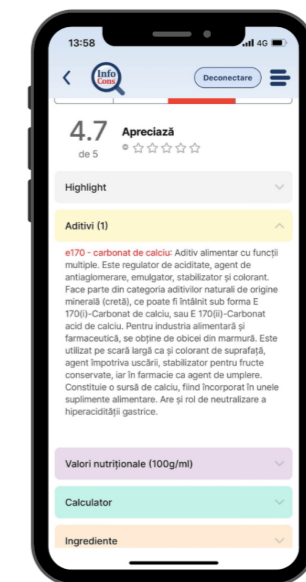 13:58
4G
Info
Cons
Deconectare
4.7
de 5
Apreciază
Highlight
Aditivi (1)
e170 - carbonat de calciu: Aditiv alimentar cu funcții
multiple. Este regulator de aciditate, agent de
antiaglomerare, emulgator, stabilizator și colorant.
Face parte din categoria aditivilor naturali de origine
minerală (cretă), ce poate fi întâlnit sub forma E
170(i)-Carbonat de calciu, sau E 170(ii)-Carbonat
acid de calciu. Pentru industria alimentară și
farmaceutică, se obține de obicei din marmură. Este
utilizat pe scară largă ca și colorant de suprafață,
agent împotriva uscării, stabilizator pentru fructe
conservate, iar în farmacie ca agent de umplere.
Constituie o sursă de calciu, fiind încorporat în unele
suplimente alimentare. Are și rol de neutralizare a
hiperacidității gastrice.
Valori nutriționale (100g/ml)
Calculator
Ingrediente